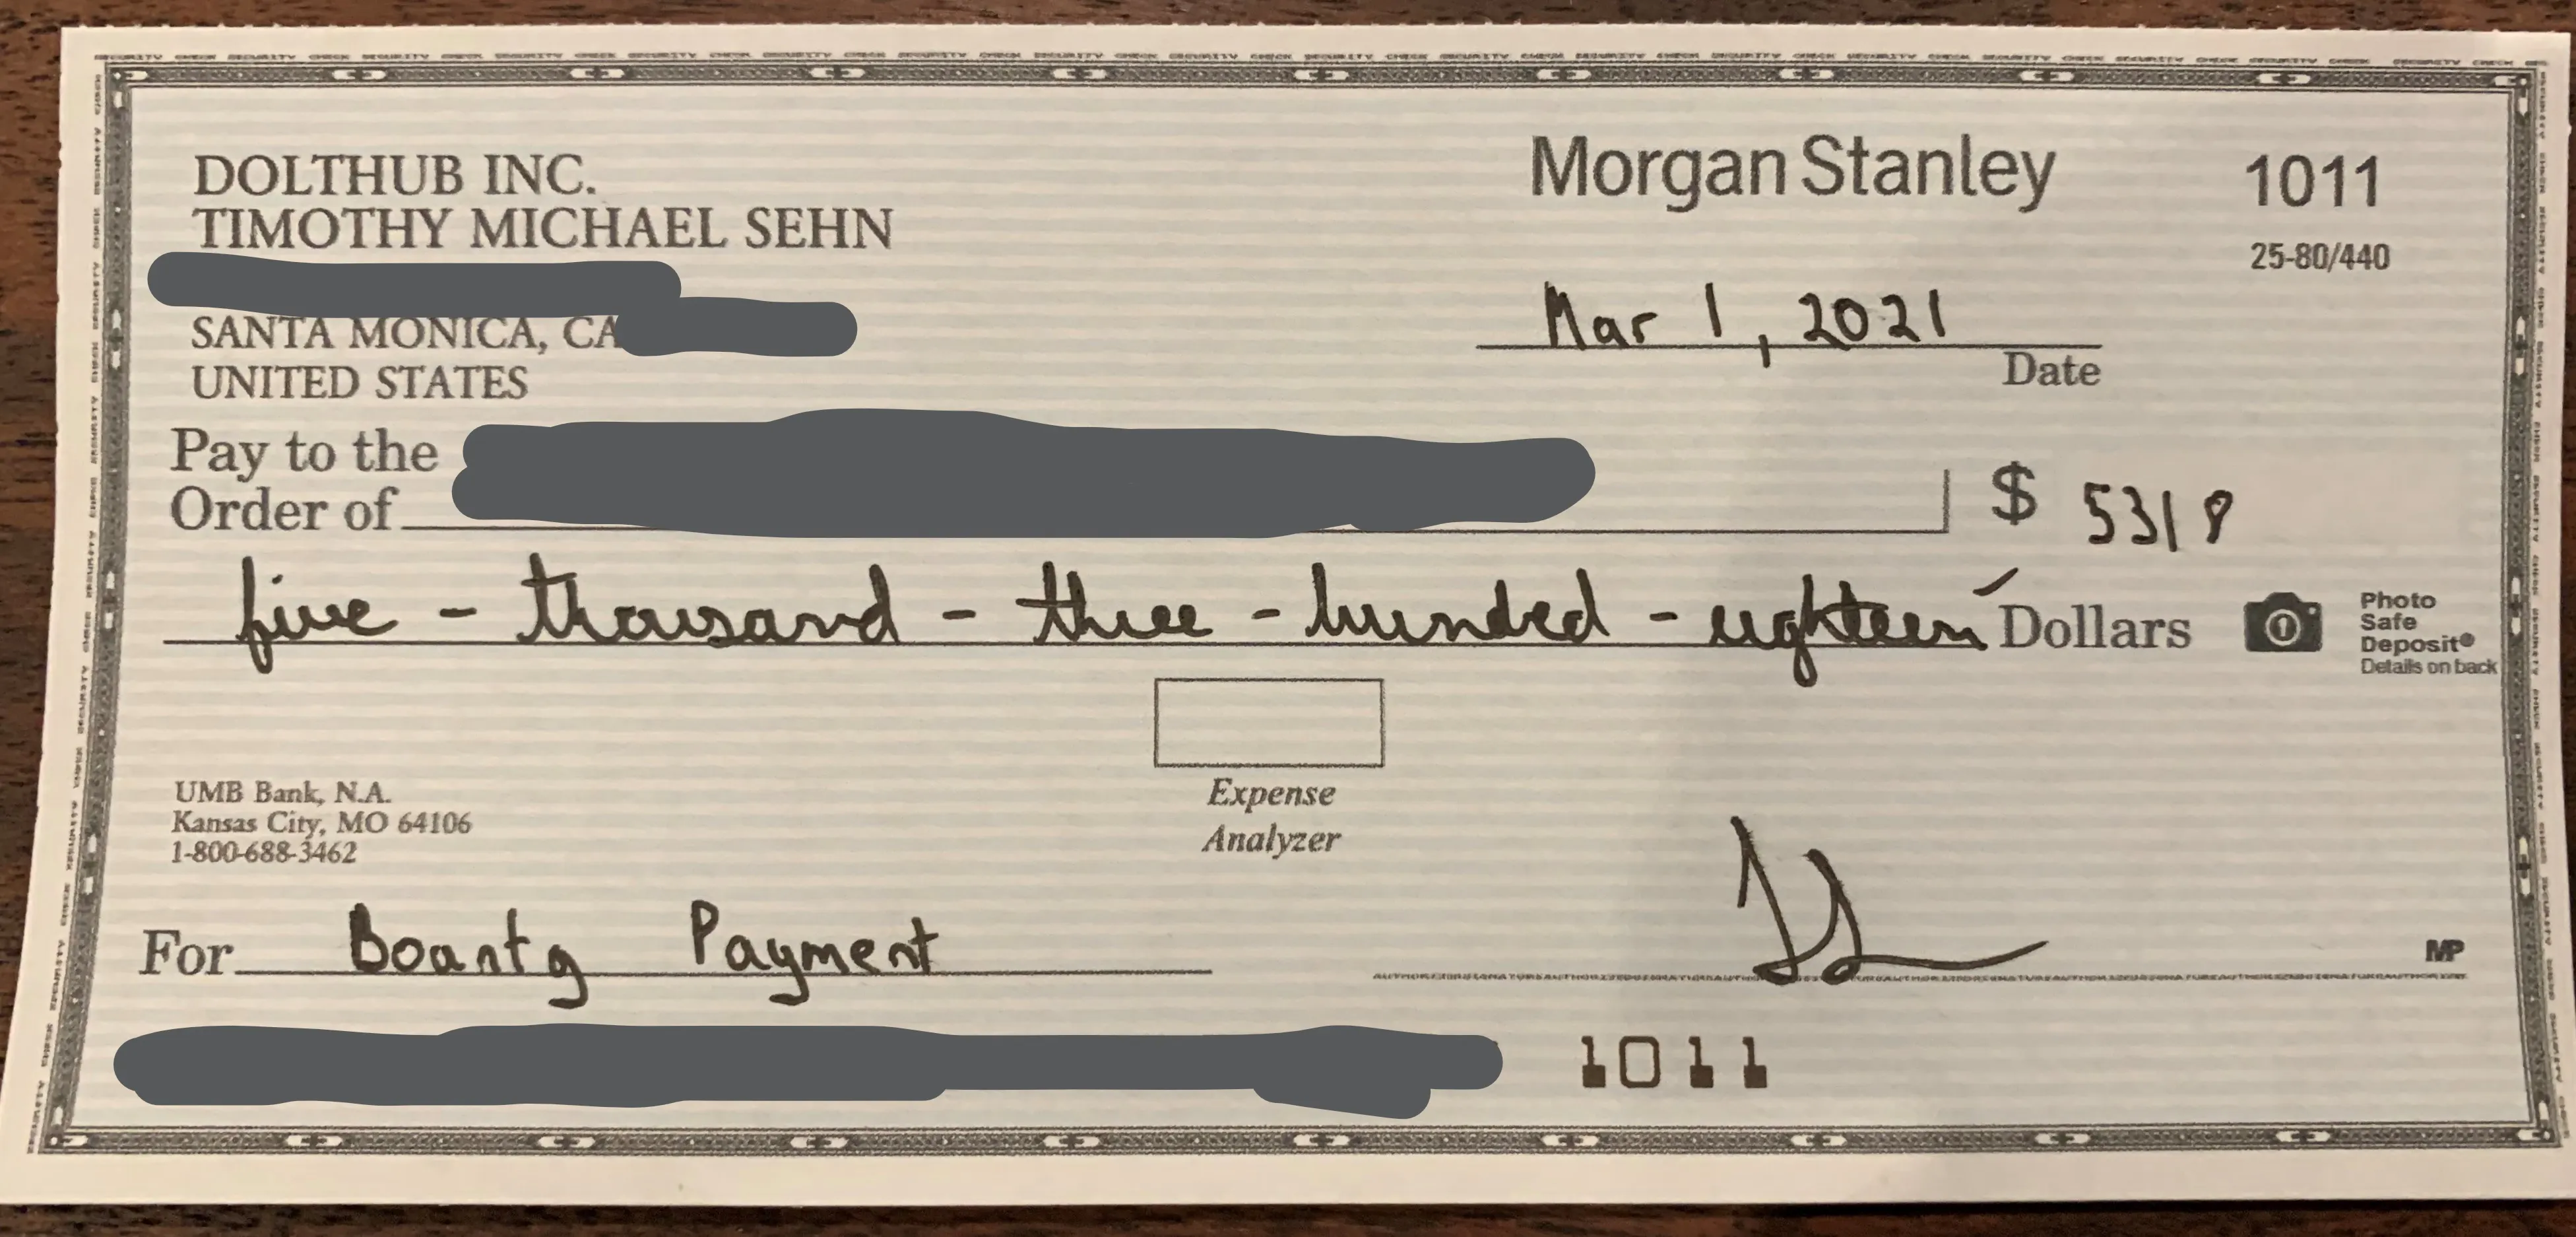 DOLTHUB INC.
TIMOTHY MICHAEL SEHN
SANTA MONICA, CA
UNITED STATES
Morgan Stanley
1011
25-80/440
Mar 1, 2021
Date
Pay to the
Order of
$ 5318
five - thousand - three - hundred - eighteen Dollars
Photo
Safe
Deposit®
Details on back
Expense
Analyzer
UMB Bank, N.A.
Kansas City, MO 64106
1-800-688-3462
For Bounty Payment
MP
1011